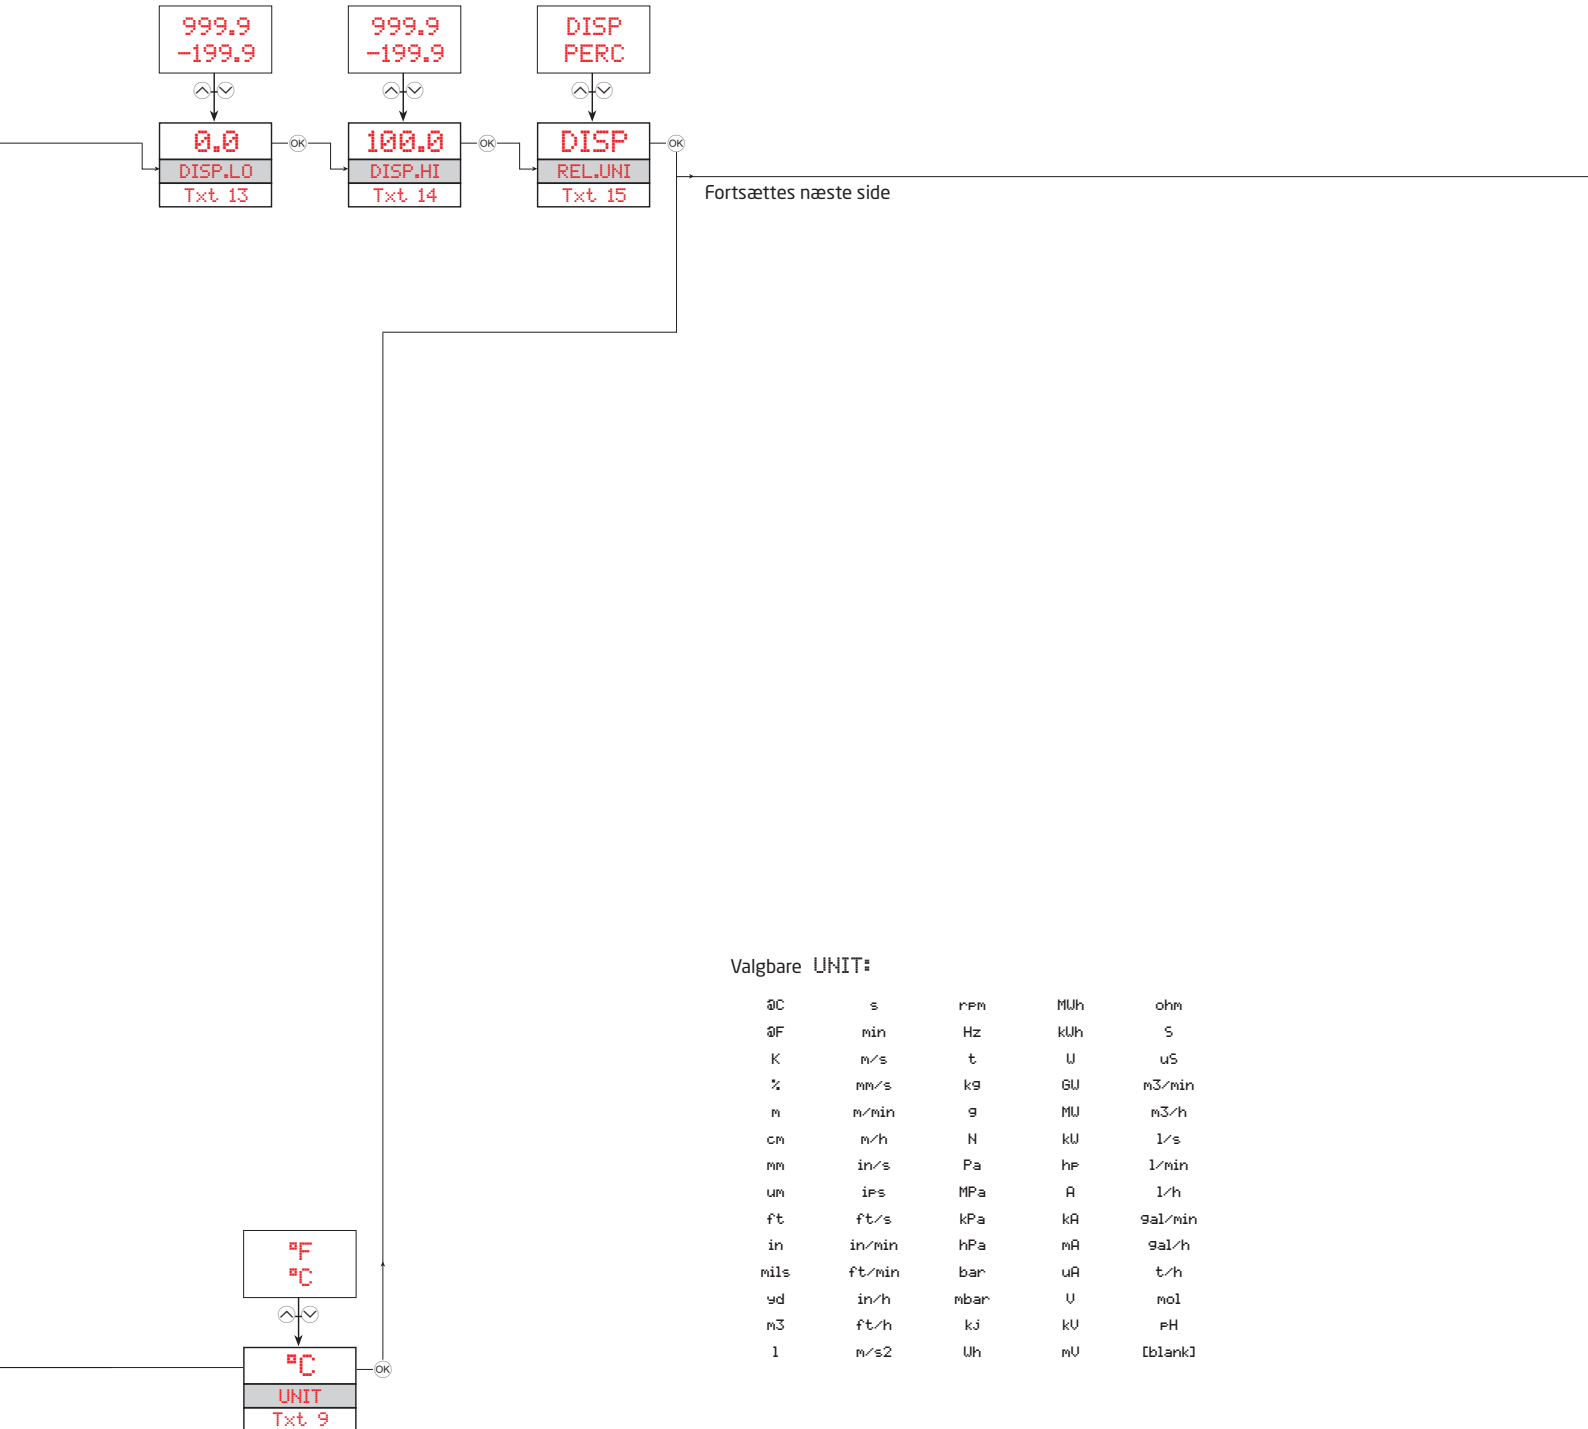 999.9 999.9 DISP
-199.9 -199.9 PERC
0.0 OK 100.0 OK DISP OK
DISP.LO DISP.HI REL.UNI
Txt 13 Txt 14 Txt 15
Fortsættes næste side
Valgbare UNIT:
@C s rpm MWh ohm
@F min Hz kWh S
K m/s t W uS
% mm/s kg GW m3/min
m m/min g MW m3/h
cm m/h N kW l/s
mm in/s Pa hp l/min
um ips MPa A l/h
ft ft/s kPa kA gal/min
in in/min hPa mA gal/h
mils ft/min bar uA t/h
yd in/h mbar V mol
m3 ft/h kj kV pH
l m/s2 Wh mV [blank]
°F
°C
°C OK
UNIT
Txt 9